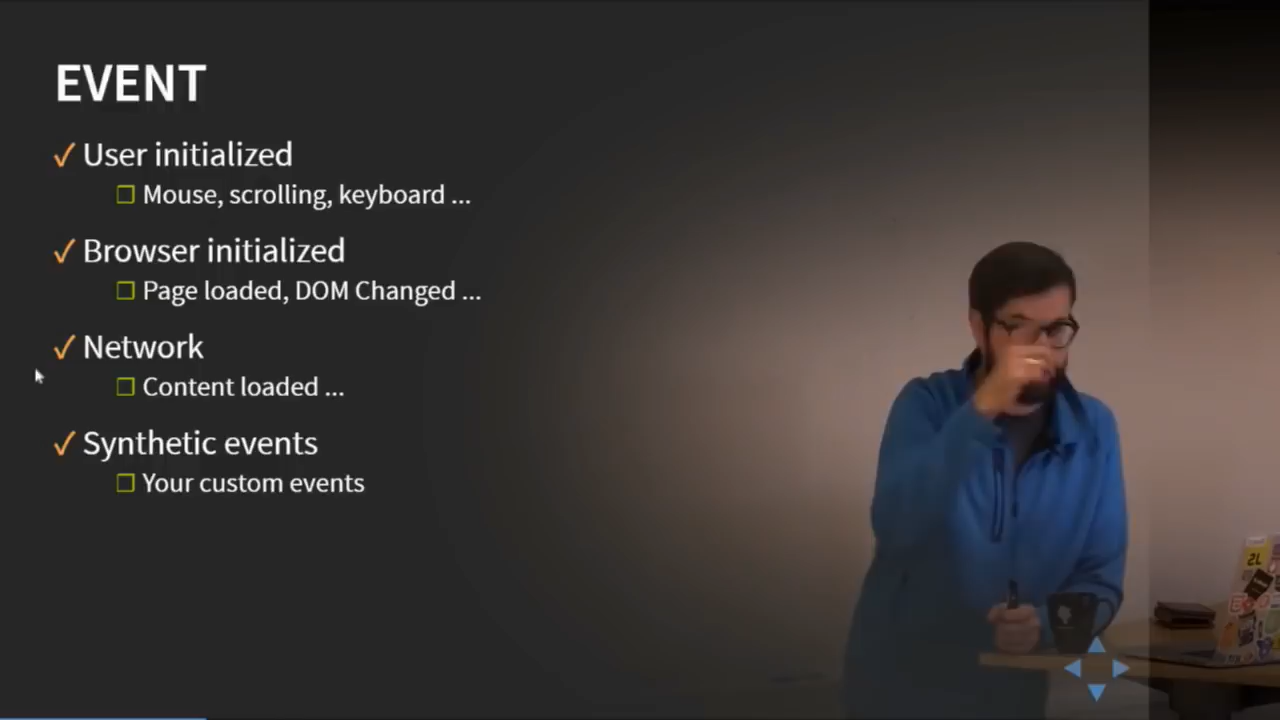 EVENT
✓ User initialized
❐ Mouse, scrolling, keyboard ...
✓ Browser initialized
❐ Page loaded, DOM Changed ...
✓ Network
❐ Content loaded ...
✓ Synthetic events
❐ Your custom events
2L